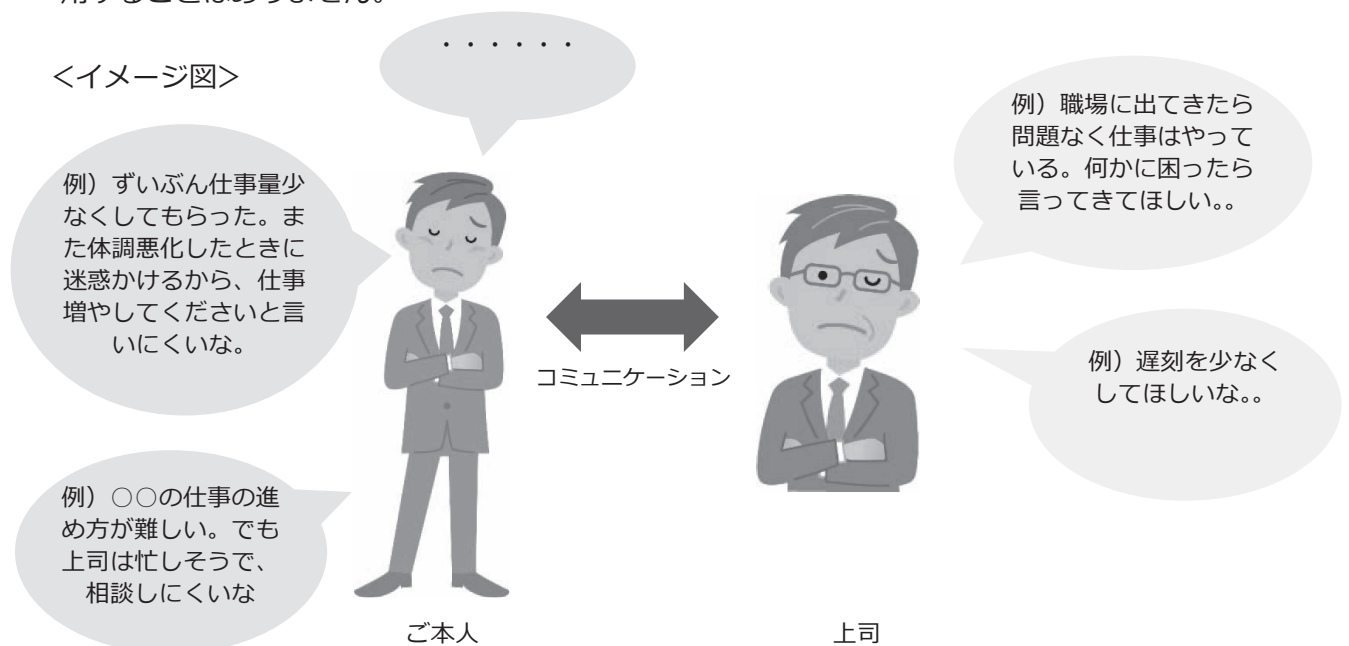 用することはありません。
<イメージ図>
・・・・・・
例）ずいぶん仕事量少
なくしてもらった。ま
た体調悪化したときに
迷惑かけるから、仕事
増やしてくださいと言
いにくいな。
例）○○の仕事の進
め方が難しい。でも
上司は忙しそうで、
相談しにくいな
コミュニケーション
例）職場に出てきたら
問題なく仕事はやって
いる。何かに困ったら
言ってきてほしい。。
例）遅刻を少なく
してほしいな。。
ご本人
上司